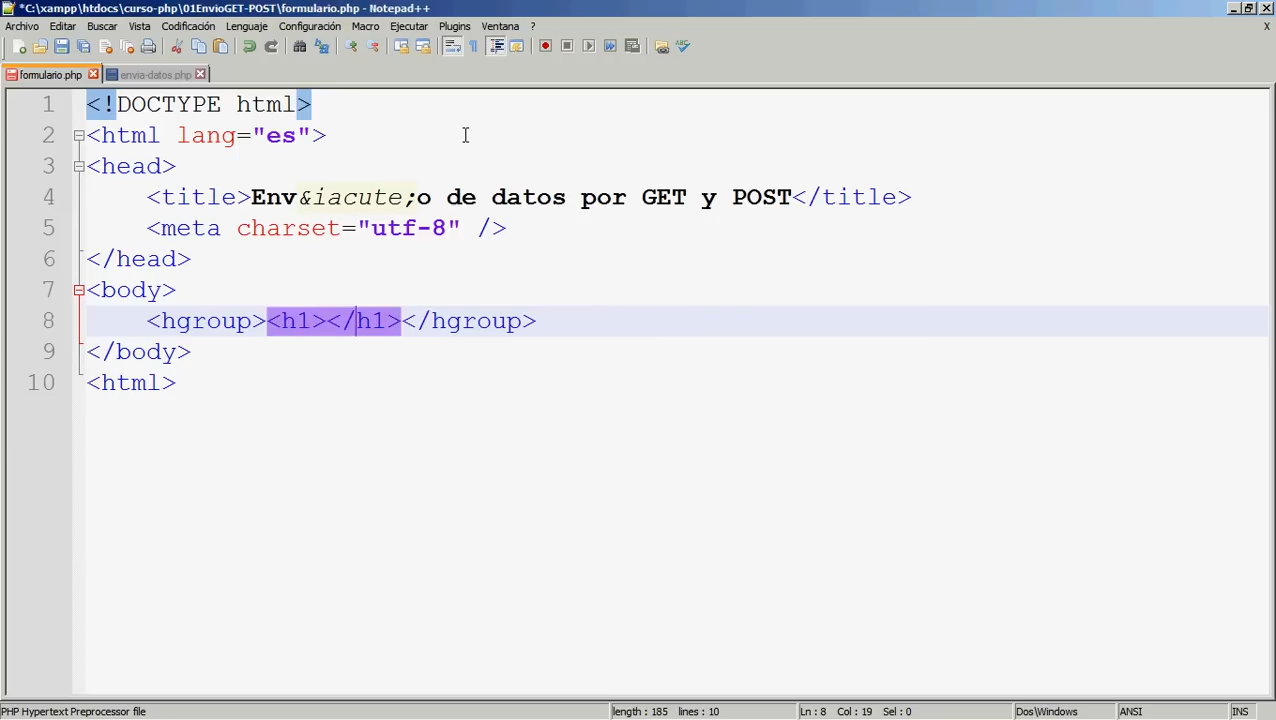 *C:\xampp\htdocs\curso-php\01EnvioGET-POST\formulario.php - Notepad++
Archivo Editar Buscar Vista Codificación Lenguaje Configuración Macro Ejecutar Plugins Ventana ? X
formulario.php envia-datos.php
1 <!DOCTYPE html>
2 <html lang="es">
3 <head>
4 <title>Env&iacute;o de datos por GET y POST</title>
5 <meta charset="utf-8" />
6 </head>
7 <body>
8 <hgroup><h1></h1></hgroup>
9 </body>
10 <html>
PHP Hypertext Preprocessor file length : 185 lines : 10 Ln : 8 Col : 19 Sel : 0 Dos\Windows ANSI INS